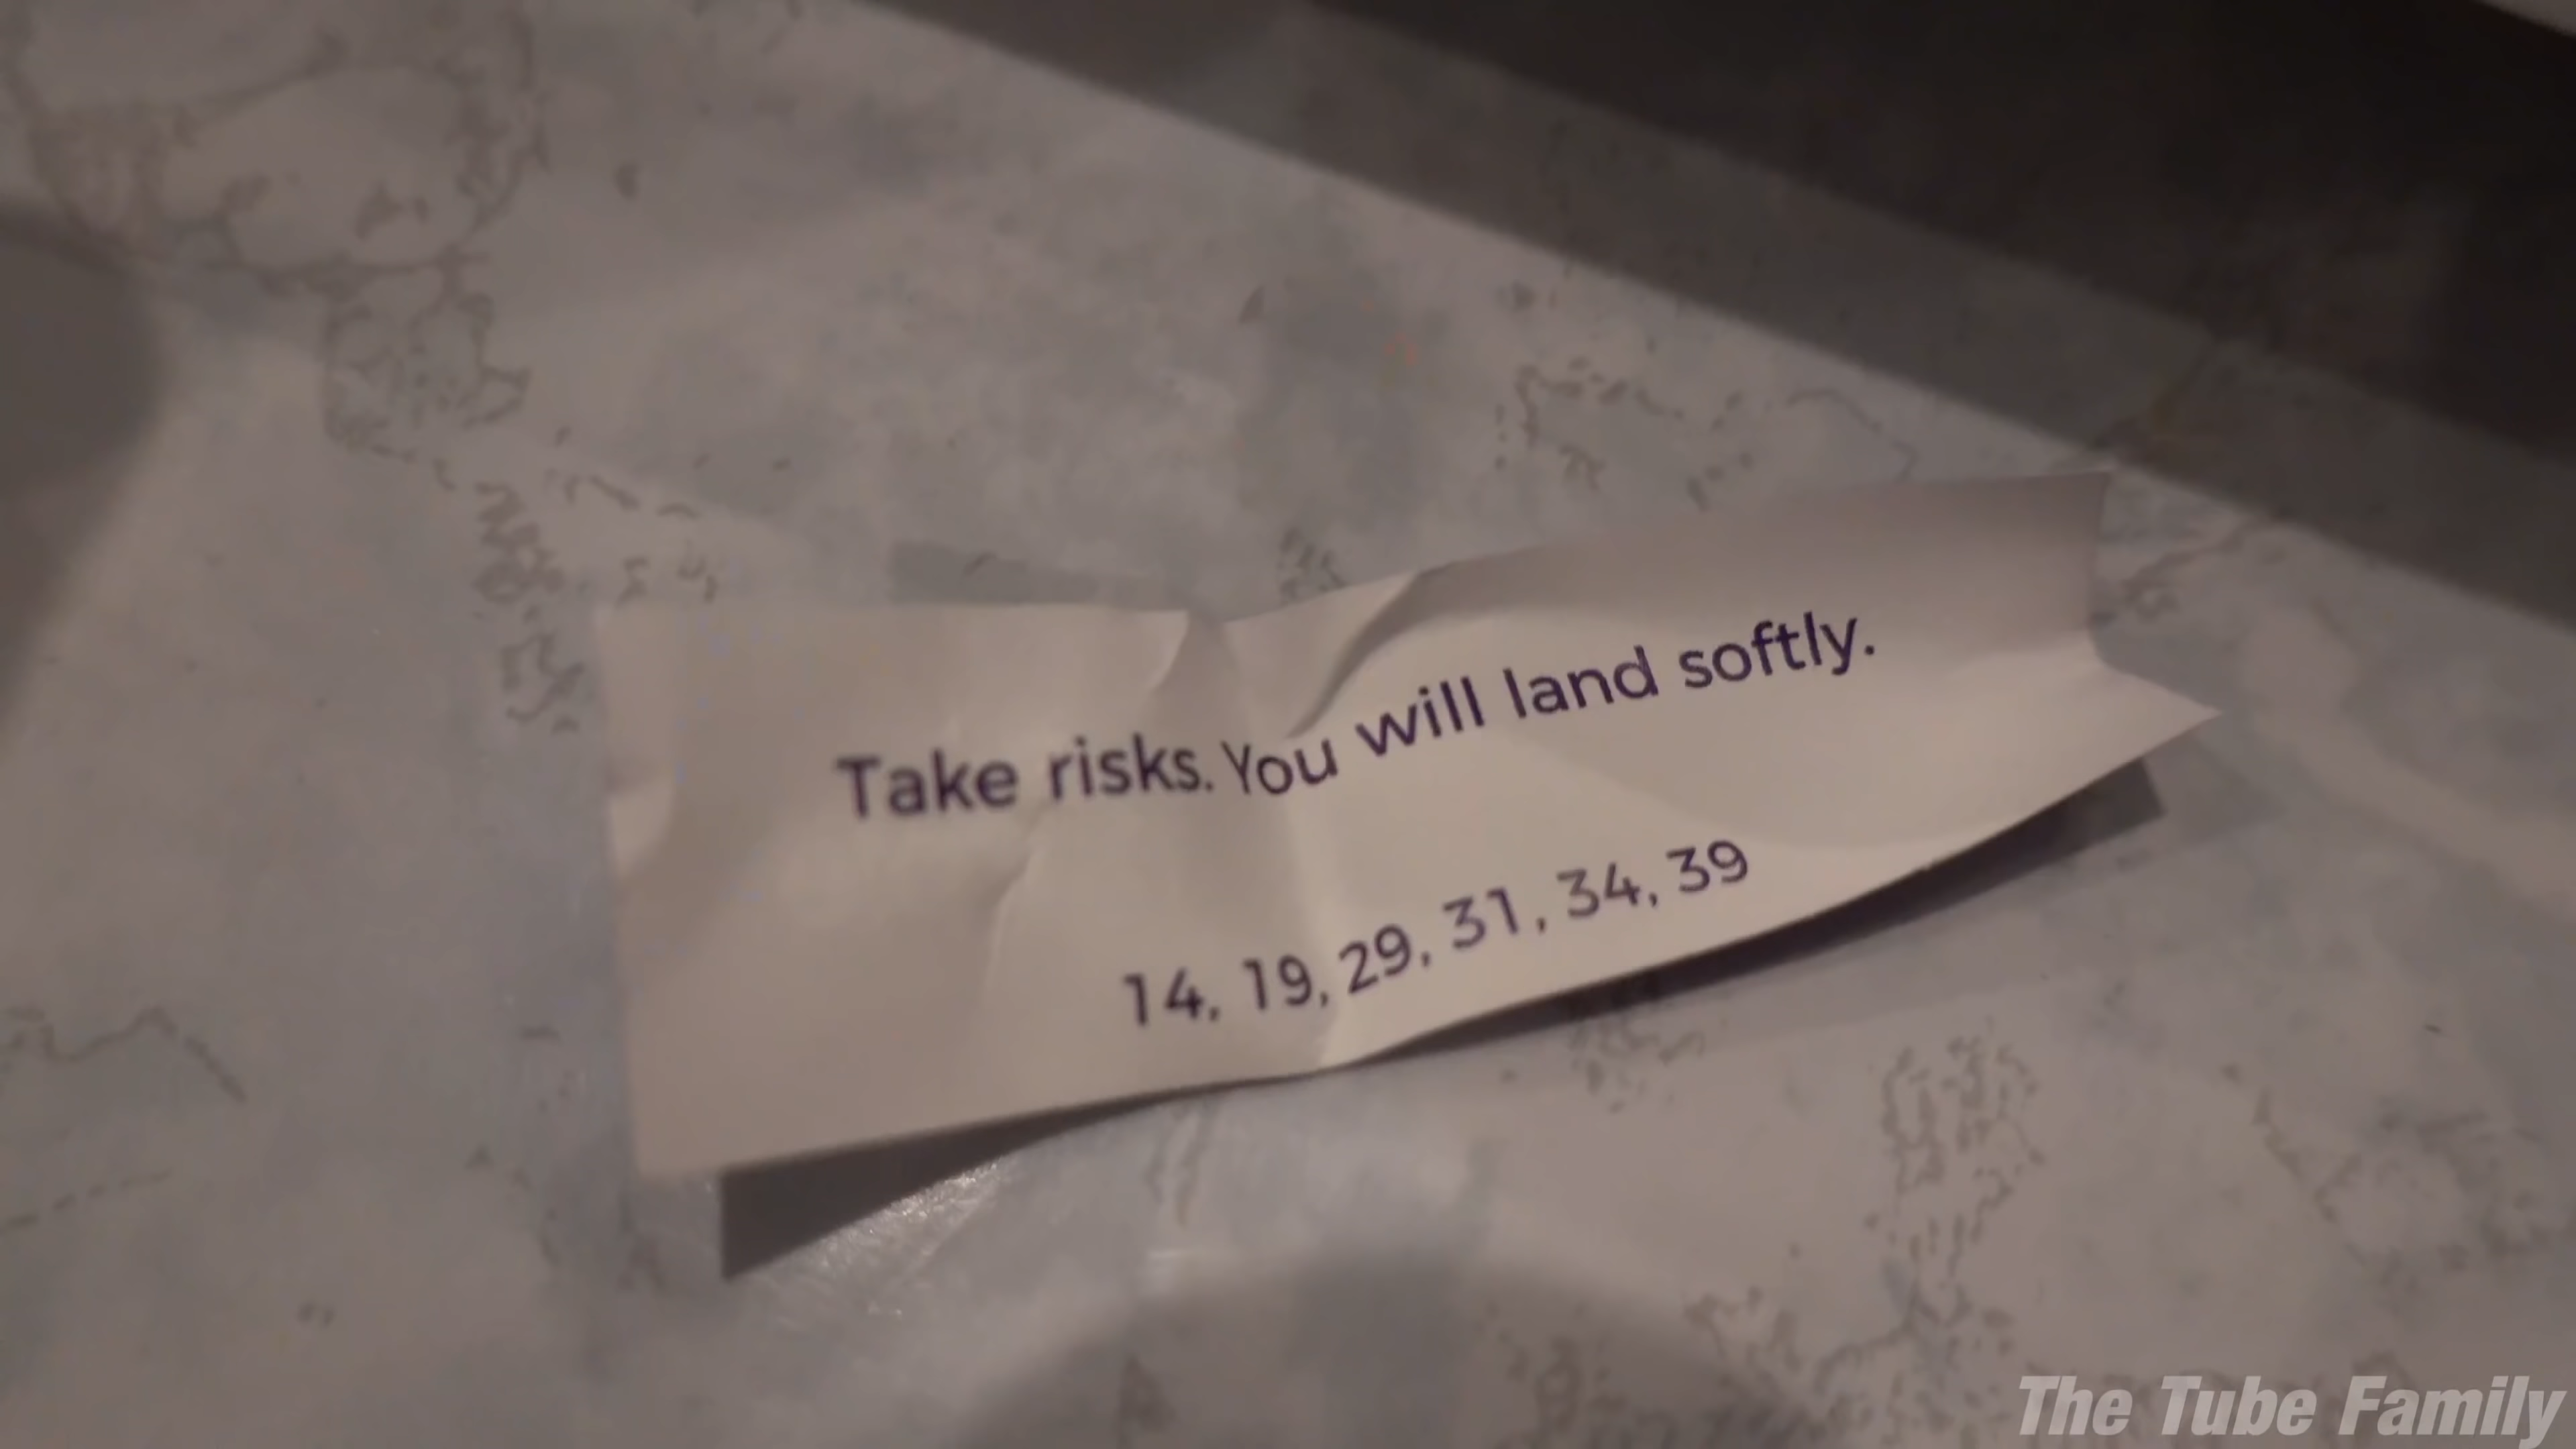 Take risks. You will land softly.
14, 19, 29, 31, 34, 39
The Tube Family